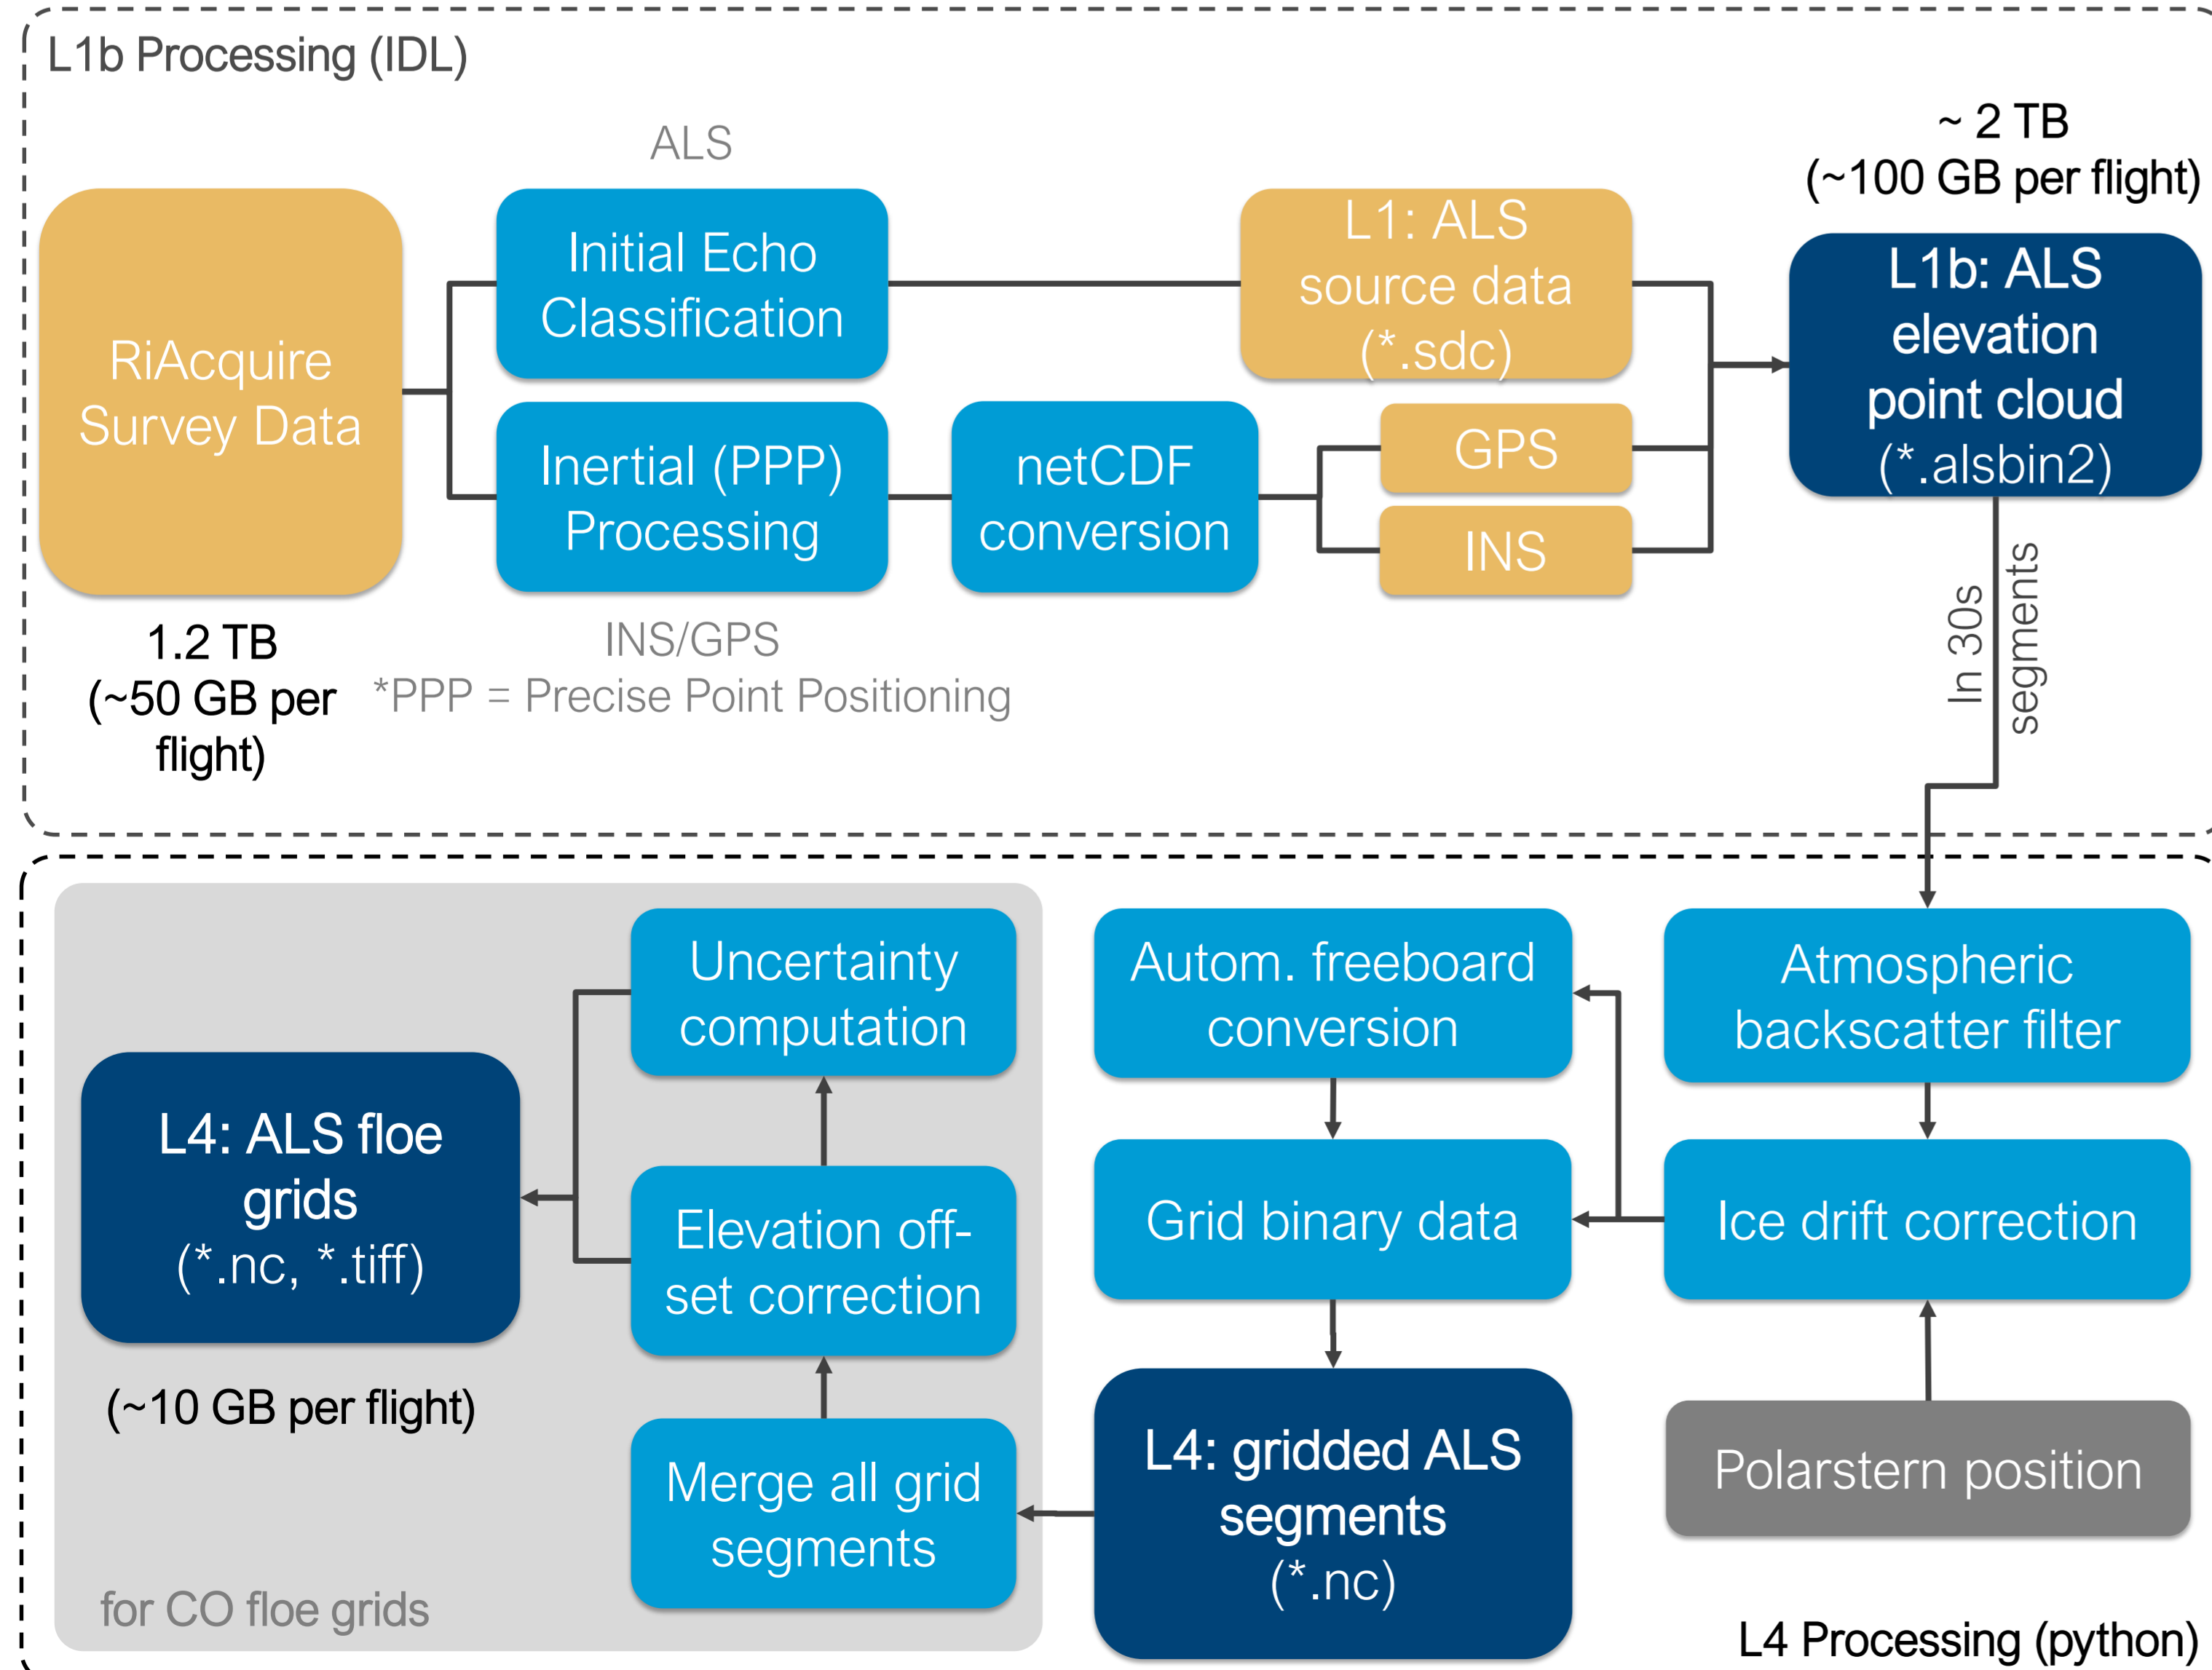 L1b Processing (IDL)
ALS
~ 2 TB
(~100 GB per flight)
RiAcquire
Survey Data
Initial Echo
Classification
L1: ALS
source data
(*.sdc)
L1b: ALS
elevation
point cloud
(*.alsbin2)
Inertial (PPP)
Processing
netCDF
conversion
GPS
INS
1.2 TB
(~50 GB per
flight)
INS/GPS
*PPP = Precise Point Positioning
In 30s
segments
Uncertainty
computation
Autom. freeboard
conversion
Atmospheric
backscatter filter
L4: ALS floe
grids
(*.nc, *.tiff)
Elevation off-
set correction
Grid binary data
Ice drift correction
(~10 GB per flight)
Merge all grid
segments
L4: gridded ALS
segments
(*.nc)
Polarstern position
for CO floe grids
L4 Processing (python)